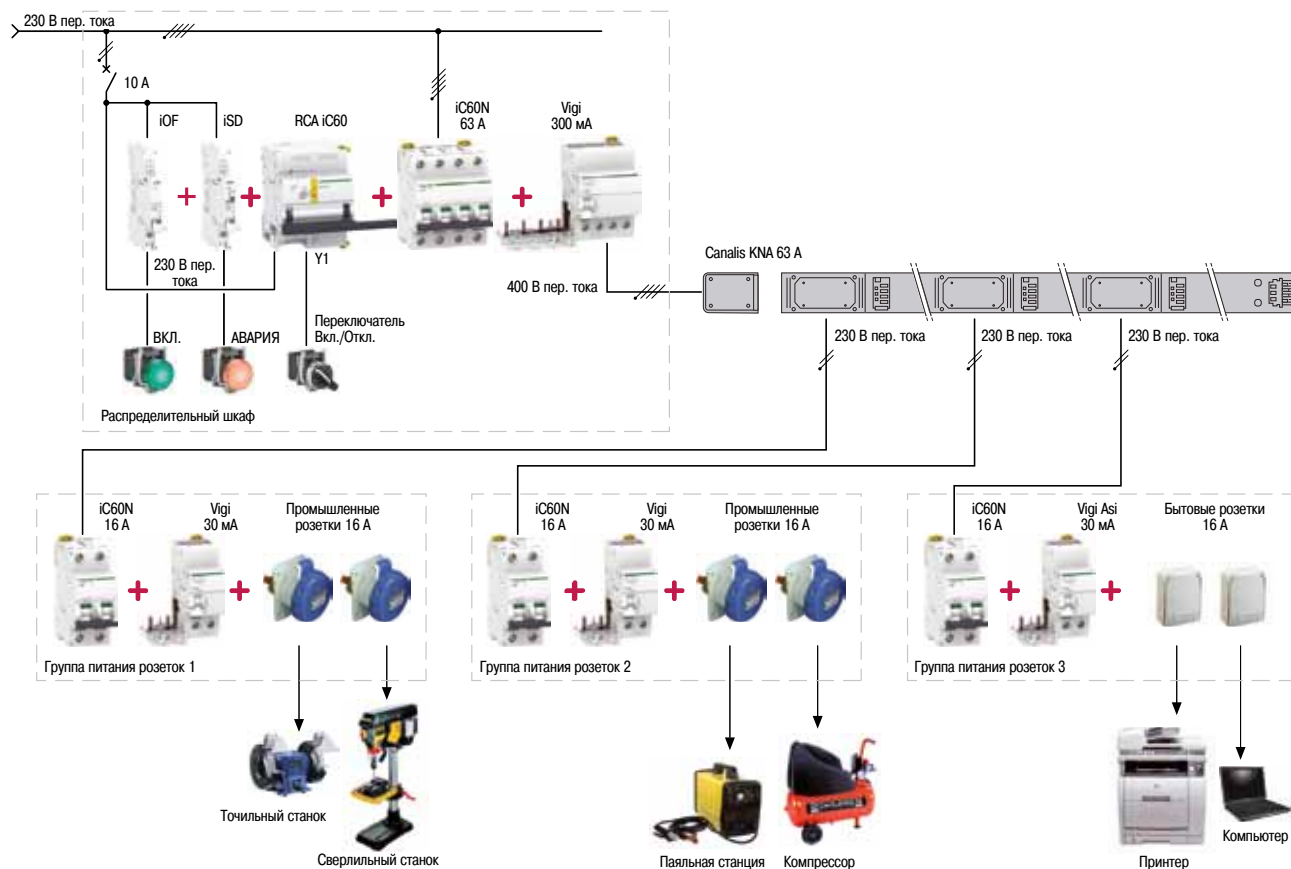 230 В пер. тока
10 А
iOF
iSD
RCA iC60
iC60N
63 А
Vigi
300 мА
230 В пер.
тока
Y1
400 В пер. тока
Canalis KNA 63 А
230 В пер. тока
230 В пер. тока
230 В пер. тока
ВКЛ.
АВАРИЯ
Переключатель
Вкл./Откл.
Распределительный шкаф
iC60N
16 А
Vigi
30 мА
Промышленные
розетки 16 А
Группа питания розеток 1
iC60N
16 А
Vigi
30 мА
Промышленные
розетки 16 А
Группа питания розеток 2
iC60N
16 А
Vigi Asi
30 мА
Бытовые розетки
16 А
Группа питания розеток 3
Точильный станок
Сверлильный станок
Паяльная станция
Компрессор
Принтер
Компьютер